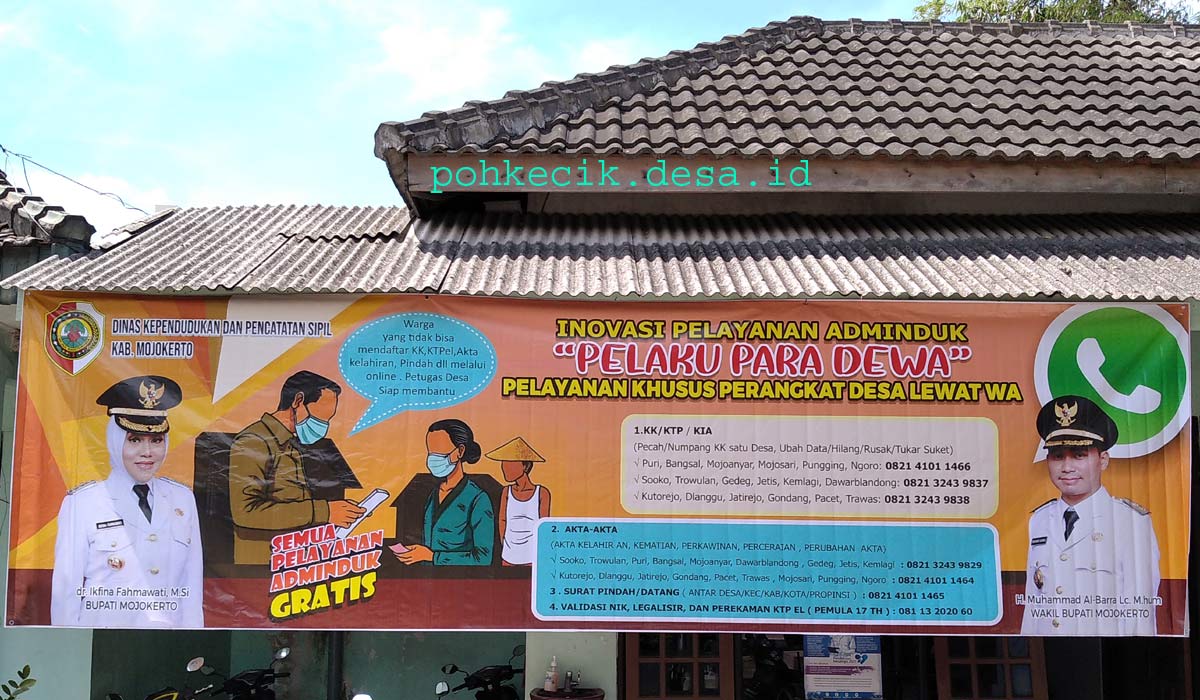 pohkecik.desa.id
DINAS KEPENDUDUKAN DAN PENCATATAN SIPIL
KAB. MOJOKERTO
Warga
yang tidak bisa
mendaftar KK,KTPel,Akta
kelahiran, Pindah dll melalui
online . Petugas Desa
Siap membantu
INOVASI PELAYANAN ADMINDUK
“PELAKU PARA DEWA”
PELAYANAN KHUSUS PERANGKAT DESA LEWAT WA
1.KK/KTP / KIA
(Pecah/Numpang KK satu Desa, Ubah Data/Hilang/Rusak/Tukar Suket)
√ Puri, Bangsal, Mojoanyar, Mojosari, Pungging, Ngoro: 0821 4101 1466
√ Sooko, Trowulan, Gedeg, Jetis, Kemlagi, Dawarblandong: 0821 3243 9837
√ Kutorejo, Dlanggu, Jatirejo, Gondang, Pacet, Trawas: 0821 3243 9838
2. AKTA-AKTA
(AKTA KELAHIR AN, KEMATIAN, PERKAWINAN, PERCERAJAN , PERUBAHAN AKTA)
√ Sooko, Trowulan, Puri, Bangsal, Mojoanyar, Dawarblandong , Gedeg, Jetis, Kemlagi : 0821 3243 9829
√ Kutorejo, Dlanggu, Jatirejo, Gondang, Pacet, Trawas , Mojosari, Pungging, Ngoro : 0821 4101 1464
3 . SURAT PINDAH/DATANG ( ANTAR DESA/KEC/KAB/KOTA/PROPINSI ) : 0821 4101 1465
4. VALIDASI NIK, LEGALISIR, DAN PEREKAMAN KTP EL ( PEMULA 17 TH ) : 081 13 2020 60
SEMUA
PELAYANAN
ADMINDUK
GRATIS
dr. Ikfina Fahmawati, M.Si
BUPATI MOJOKERTO
H. Muhammad Al-Barra Lc. M.hum
WAKIL BUPATI MOJOKERTO